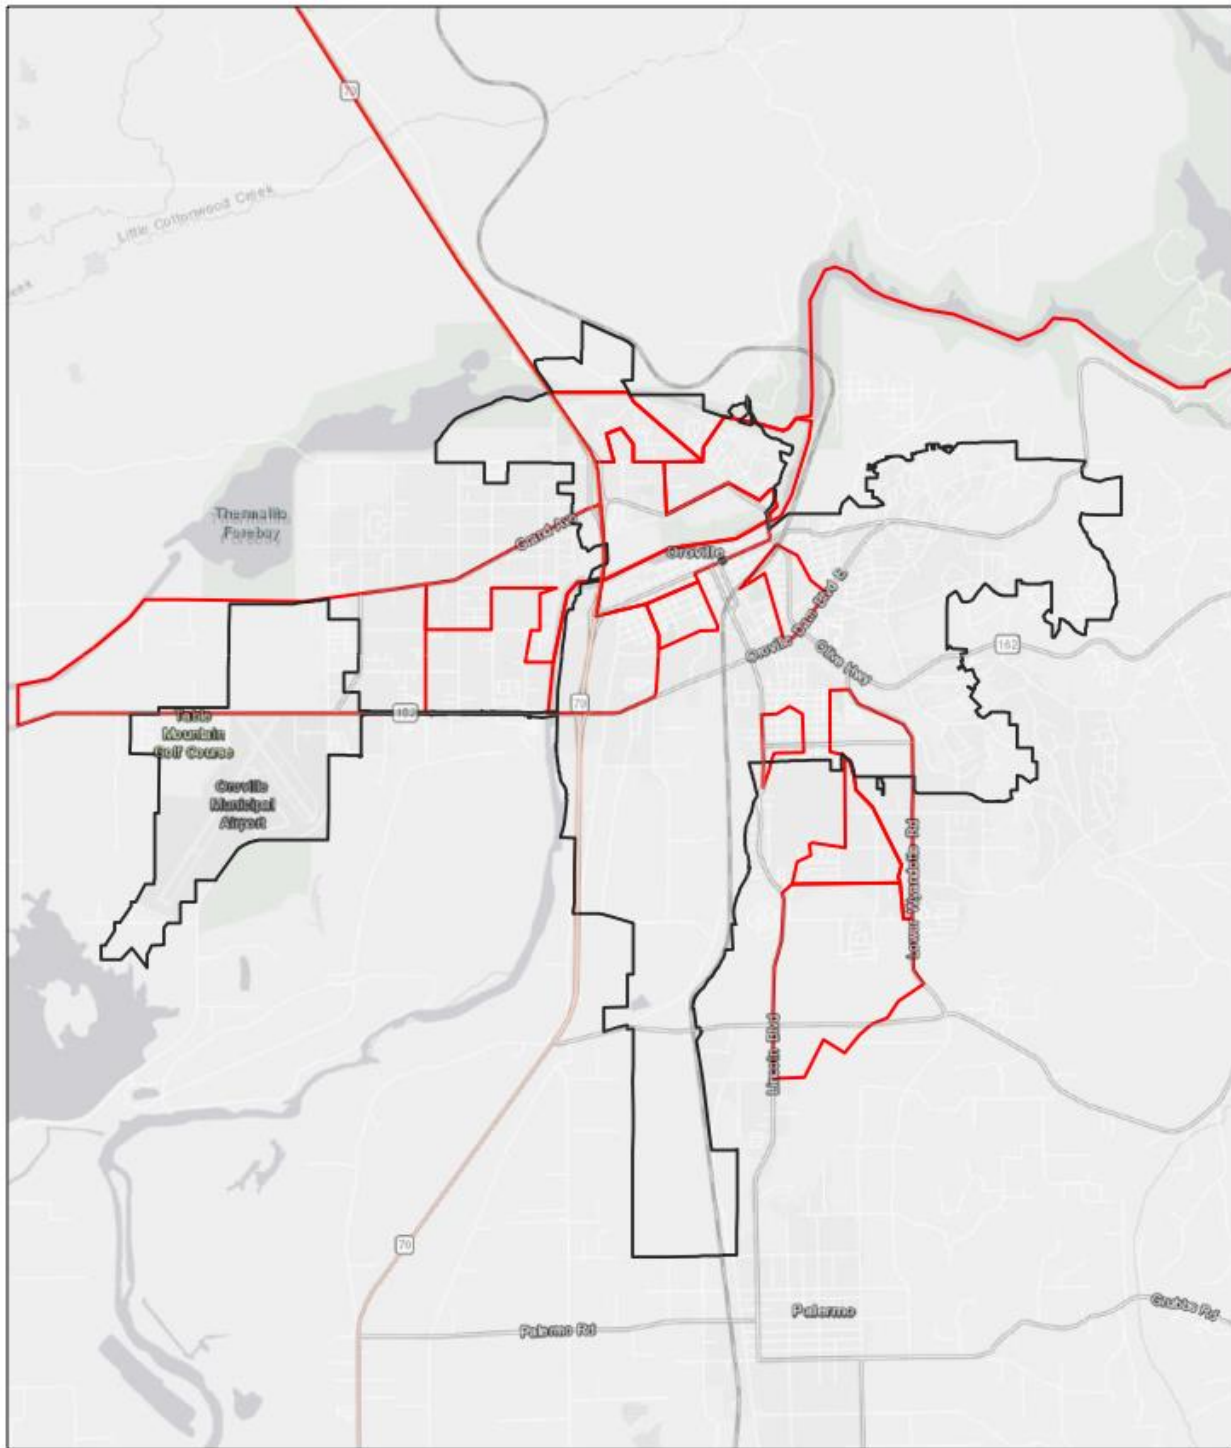 70
Little Cottonwood Creek
Creek
Thermalito
Forebay
Grand Ave
Oroville
Oroville Dam Blvd E
Olive Hwy
162
70
162
Table
Mountain
Golf Course
Oroville
Municipal
Airport
Lower Wyandotte Rd
Lincoln Blvd
70
Palermo
Grubbs Rd
Palermo Rd